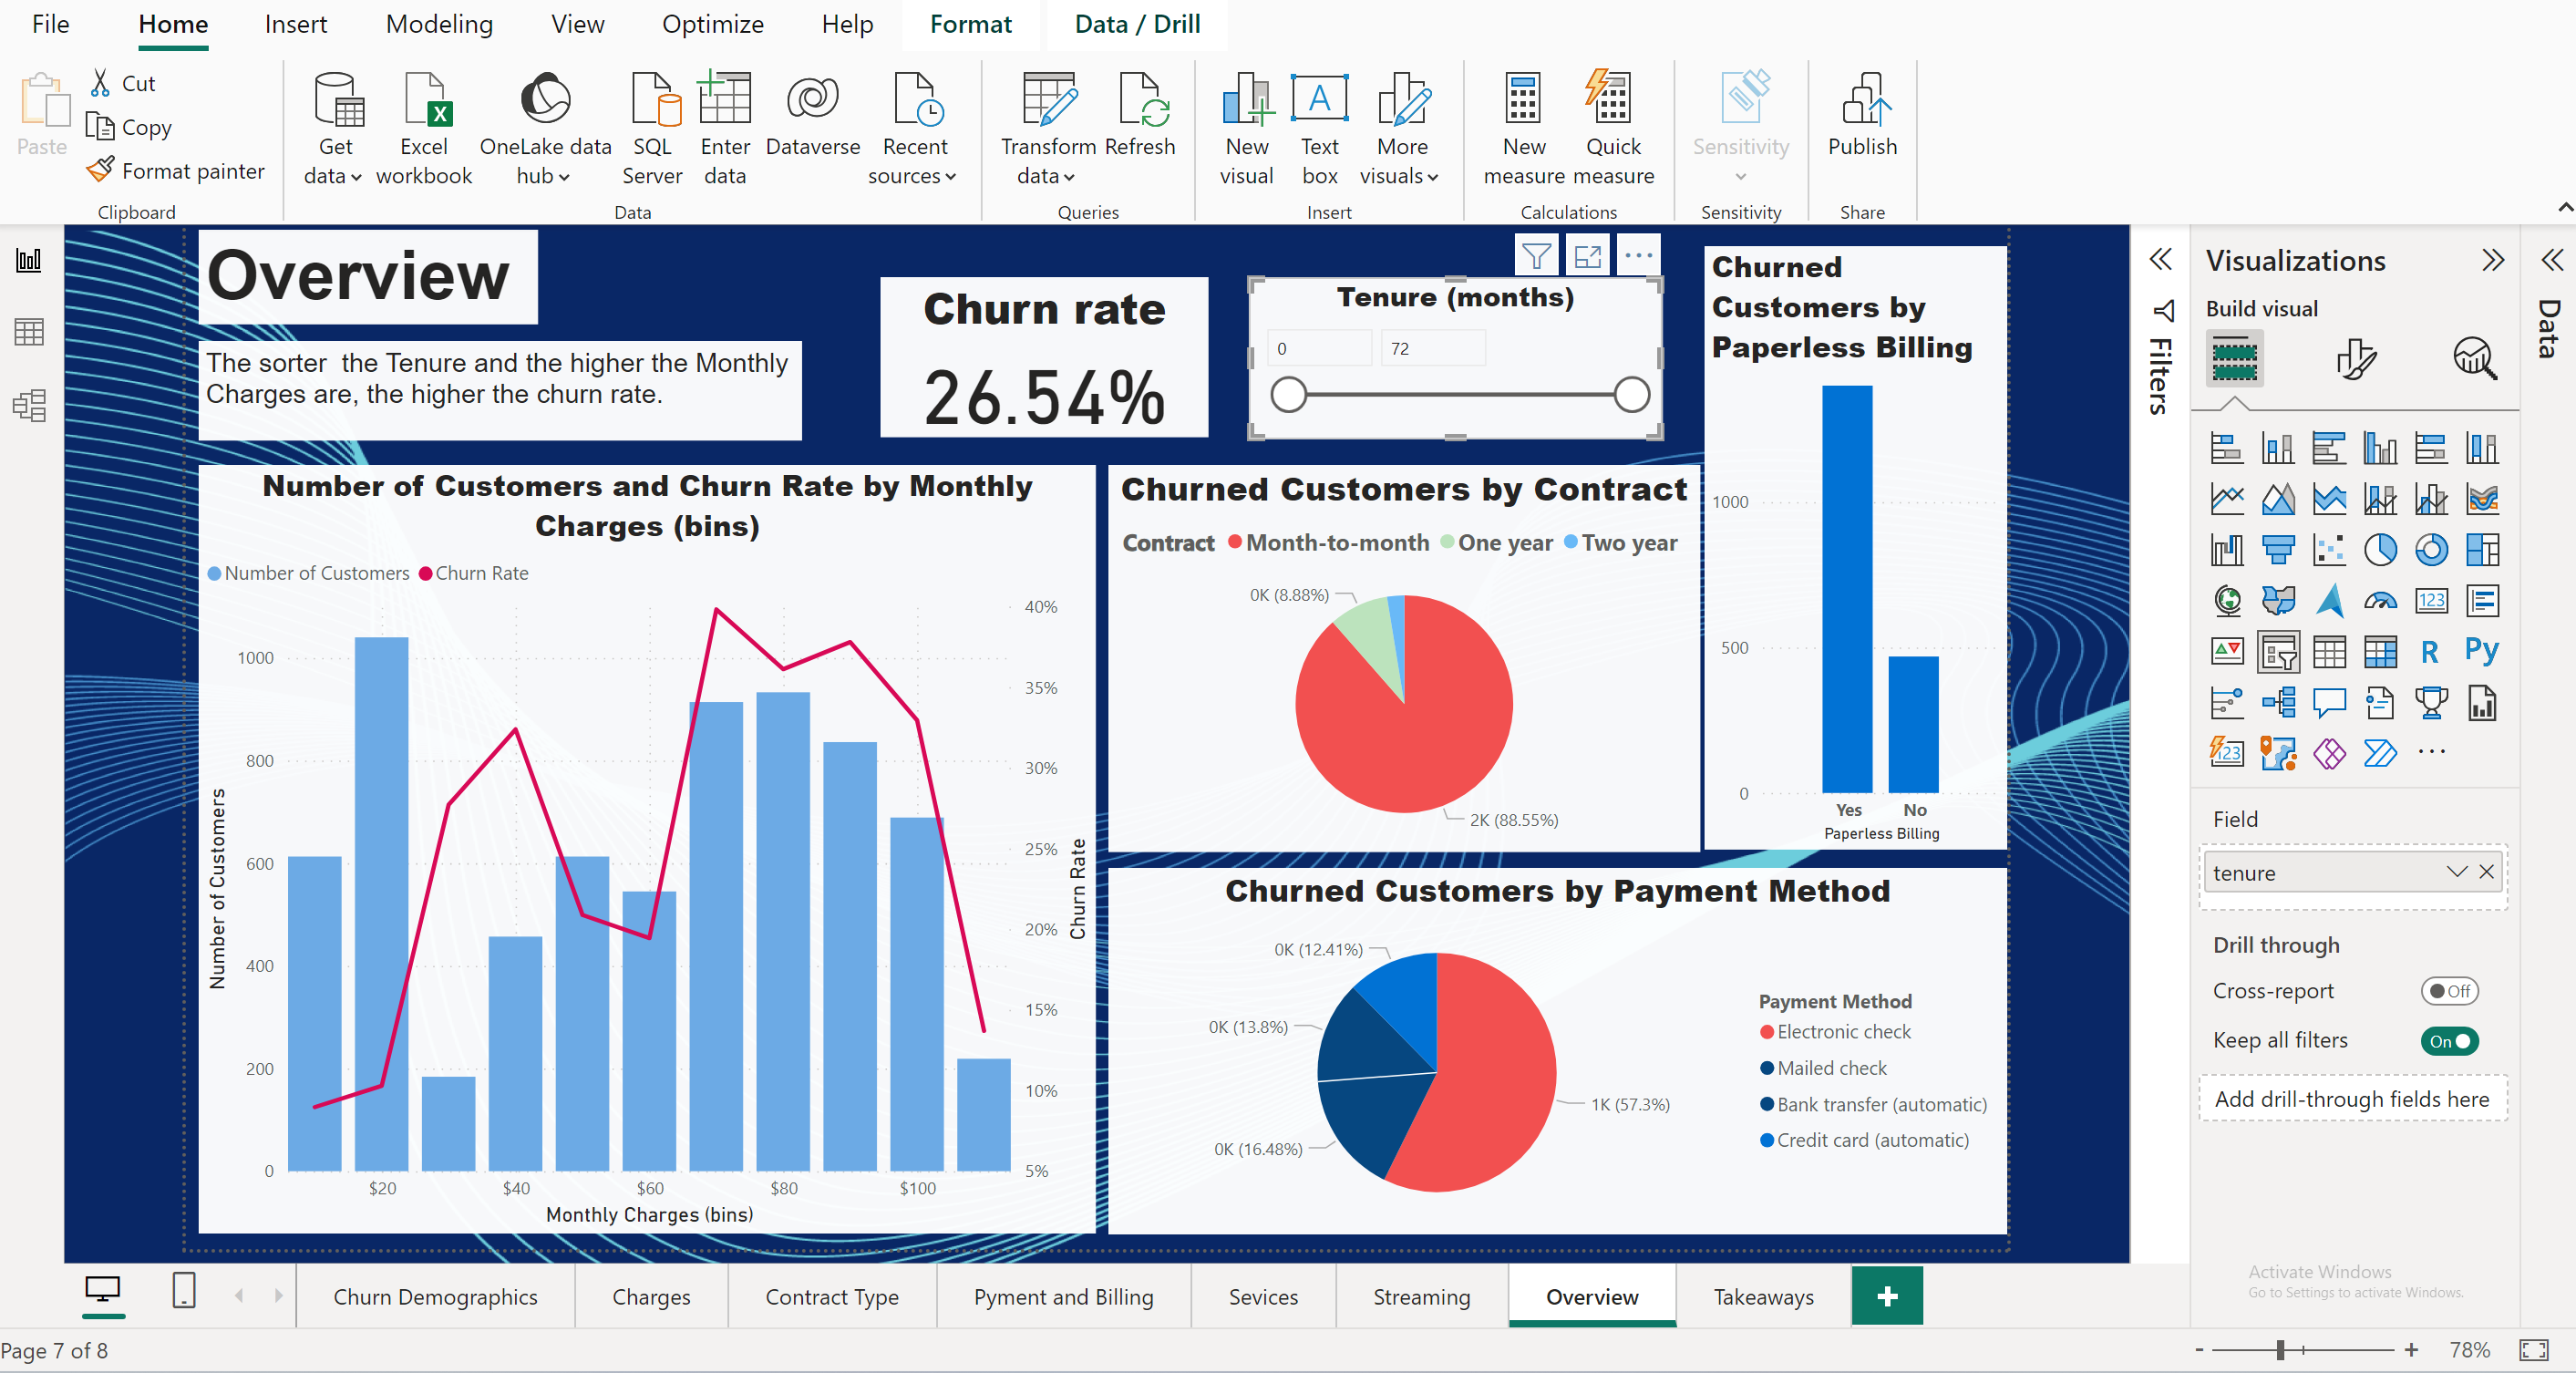 File Home Insert Modeling View Optimize Help Format Data / Drill
Paste
Cut
Copy
Format painter
Clipboard
Get data
Excel workbook
OneLake data hub
SQL Server
Enter data
Dataverse
Recent sources
Data
Transform data
Refresh
Queries
New visual
Text box
More visuals
Insert
New measure
Quick measure
Calculations
Sensitivity
Sensitivity
Publish
Share
Overview
The sorter  the Tenure and the higher the Monthly
Charges are, the higher the churn rate.
Churn rate
26.54%
Tenure (months)
0 72
Churned
Customers by
Paperless Billing
1000
500
0
Yes No
Paperless Billing
Number of Customers and Churn Rate by Monthly
Charges (bins)
Number of Customers Churn Rate
Number of Customers
1000
800
600
400
200
0
40%
35%
30%
25%
20%
15%
10%
5%
Churn Rate
$20 $40 $60 $80 $100
Monthly Charges (bins)
Churned Customers by Contract
Contract Month-to-month One year Two year
0K (8.88%)
2K (88.55%)
Churned Customers by Payment Method
0K (12.41%)
0K (13.8%)
0K (16.48%)
1K (57.3%)
Payment Method
Electronic check
Mailed check
Bank transfer (automatic)
Credit card (automatic)
Filters
Visualizations
Build visual
123
R Py
123
Field
tenure
Drill through
Cross-report Off
Keep all filters On
Add drill-through fields here
Data
Activate Windows
Go to Settings to activate Windows.
Churn Demographics Charges Contract Type Pyment and Billing Sevices Streaming Overview Takeaways +
Page 7 of 8
- + 78%